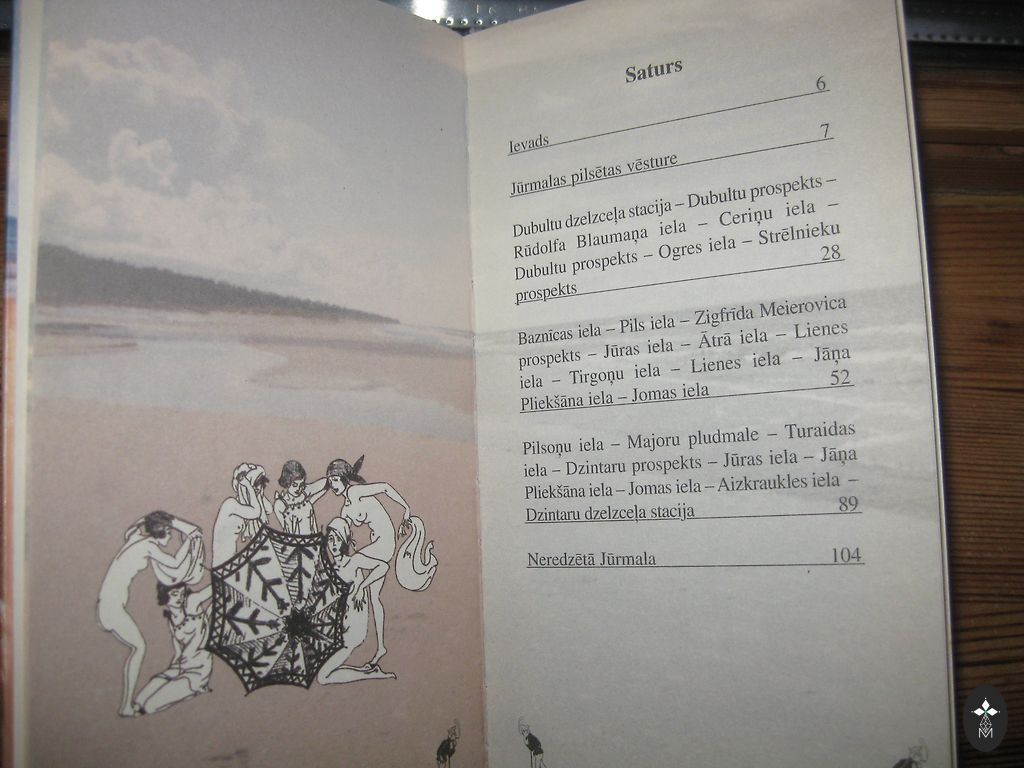 Saturs
Ievads 6
Jūrmalas pilsētas vēsture 7
Dubultu dzelzceļa stacija – Dubultu prospekts –
Rūdolfa Blaumaņa iela – Ceriņu iela –
Dubultu prospekts – Ogres iela – Strēlnieku
prospekts 28
Baznīcas iela – Pils iela – Zigfrīda Meierovica
prospekts – Jūras iela – Ātrā iela – Lienes
iela – Tirgoņu iela – Lienes iela – Jāņa
Pliekšāna iela – Jomas iela 52
Pilsoņu iela – Majoru pludmale – Turaidas
iela – Dzintaru prospekts – Jūras iela – Jāņa
Pliekšāna iela – Jomas iela – Aizkraukles iela –
Dzintaru dzelzceļa stacija 89
Neredzētā Jūrmala 104
M